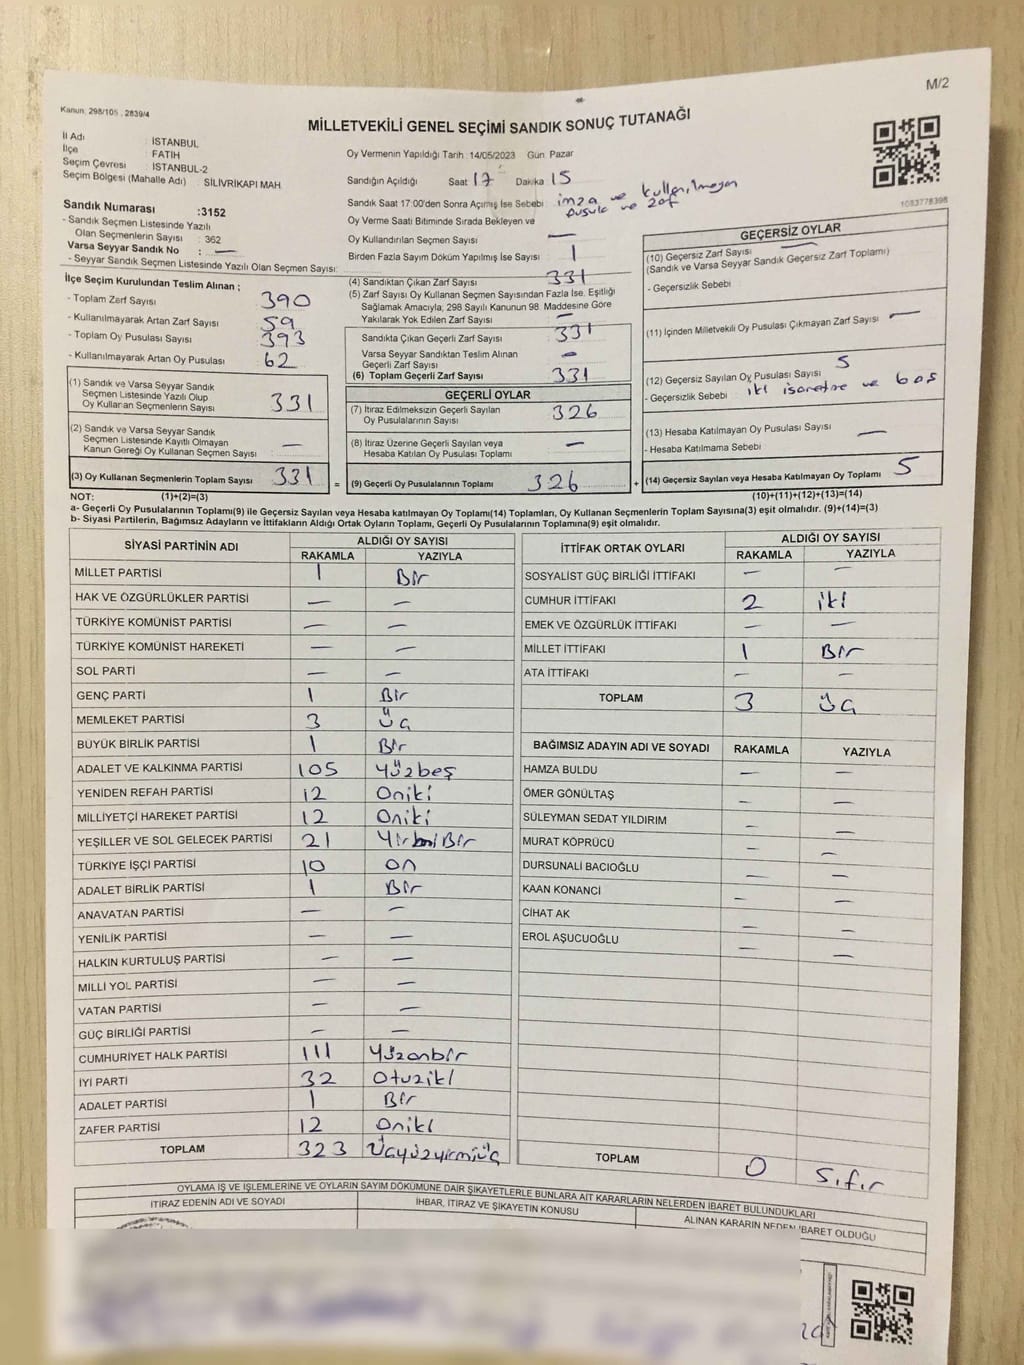 M/2
Kanun: 298/105 , 2839/4
MİLLETVEKİLİ GENEL SEÇİMİ SANDIK SONUÇ TUTANAĞI
İl Adı : İSTANBUL
İlçe : FATİH
Seçim Çevresi : İSTANBUL-2
Seçim Bölgesi (Mahalle Adı) : SİLİVRİKAPI MAH
Sandık Numarası :3152
- Sandık Seçmen Listesinde Yazılı
Olan Seçmenlerin Sayısı : 362
Varsa Seyyar Sandık No : —
- Seyyar Sandık Seçmen Listesinde Yazılı Olan Seçmen Sayısı:
Oy Vermenin Yapıldığı Tarih :14/05/2023 Gün: Pazar
Sandığın Açıldığı Saat 17 Dakika 15
Sandık Saat 17:00'den Sonra Açılmış İse Sebebi : imza ve kullanılmayan
pusula ve zarf
Oy Verme Saati Bitiminde Sırada Bekleyen ve
Oy Kullandırılan Seçmen Sayısı —
Birden Fazla Sayım Döküm Yapılmış İse Sayısı 1
1083778398
İlçe Seçim Kurulundan Teslim Alınan ;
- Toplam Zarf Sayısı 390
- Kullanılmayarak Artan Zarf Sayısı 59
- Toplam Oy Pusulası Sayısı 393
- Kullanılmayarak Artan Oy Pusulası 62
(1) Sandık ve Varsa Seyyar Sandık
Seçmen Listesinde Yazılı Olup
Oy Kullanan Seçmenlerin Sayısı 331
(2) Sandık ve Varsa Seyyar Sandık
Seçmen Listesinde Kayıtlı Olmayan
Kanun Gereği Oy Kullanan Seçmen Sayısı —
(3) Oy Kullanan Seçmenlerin Toplam Sayısı 331 =
(4) Sandıktan Çıkan Zarf Sayısı 331
(5) Zarf Sayısı Oy Kullanan Seçmen Sayısından Fazla İse, Eşitliği
Sağlamak Amacıyla, 298 Sayılı Kanunun 98. Maddesine Göre
Yakılarak Yok Edilen Zarf Sayısı —
Sandıkta Çıkan Geçerli Zarf Sayısı 331
Varsa Seyyar Sandıktan Teslim Alınan
Geçerli Zarf Sayısı —
(6) Toplam Geçerli Zarf Sayısı 331
GEÇERLİ OYLAR
(7) İtiraz Edilmeksizin Geçerli Sayılan
Oy Pusulalarının Sayısı 326
(8) İtiraz Üzerine Geçerli Sayılan veya
Hesaba Katılan Oy Pusulası Toplamı —
(9) Geçerli Oy Pusulalarının Toplamı 326 +
GEÇERSİZ OYLAR
(10) Geçersiz Zarf Sayısı —
(Sandık ve Varsa Seyyar Sandık Geçersiz Zarf Toplamı)
- Geçersizlik Sebebi
(11) İçinden Milletvekili Oy Pusulası Çıkmayan Zarf Sayısı —
(12) Geçersiz Sayılan Oy Pusulası Sayısı 5
- Geçersizlik Sebebi : iki isaretme ve boş
(13) Hesaba Katılmayan Oy Pusulası Sayısı —
- Hesaba Katılmama Sebebi
(14) Geçersiz Sayılan veya Hesaba Katılmayan Oy Toplamı 5
NOT: (1)+(2)=(3) (10)+(11)+(12)+(13)=(14)
a- Geçerli Oy Pusulalarının Toplamı(9) ile Geçersiz Sayılan veya Hesaba katılmayan Oy Toplamı(14) Toplamları, Oy Kullanan Seçmenlerin Toplam Sayısına(3) eşit olmalıdır. (9)+(14)=(3)
b- Siyasi Partilerin, Bağımsız Adayların ve İttifakların Aldığı Ortak Oyların Toplamı, Geçerli Oy Pusulalarının Toplamına(9) eşit olmalıdır.
SİYASİ PARTİNİN ADI ALDIĞI OY SAYISI
RAKAMLA YAZIYLA
MİLLET PARTİSİ 1 Bir
HAK VE ÖZGÜRLÜKLER PARTİSİ — —
TÜRKİYE KOMÜNİST PARTİSİ — —
TÜRKİYE KOMÜNİST HAREKETİ — —
SOL PARTİ — —
GENÇ PARTİ 1 Bir
MEMLEKET PARTİSİ 3 Üç
BÜYÜK BİRLİK PARTİSİ 1 Bir
ADALET VE KALKINMA PARTİSİ 105 Yüzbeş
YENİDEN REFAH PARTİSİ 12 Oniki
MİLLİYETÇİ HAREKET PARTİSİ 12 Oniki
YEŞİLLER VE SOL GELECEK PARTİSİ 21 YirmiBir
TÜRKİYE İŞÇİ PARTİSİ 10 on
ADALET BİRLİK PARTİSİ 1 Bir
ANAVATAN PARTİSİ — —
YENİLİK PARTİSİ — —
HALKIN KURTULUŞ PARTİSİ — —
MİLLİ YOL PARTİSİ — —
VATAN PARTİSİ — —
GÜÇ BİRLİĞİ PARTİSİ — —
CUMHURİYET HALK PARTİSİ 111 Yüzonbir
İYİ PARTİ 32 Otuziki
ADALET PARTİSİ 1 Bir
ZAFER PARTİSİ 12 Oniki
TOPLAM 323 Üçyüzyirmiüç
İTTİFAK ORTAK OYLARI ALDIĞI OY SAYISI
RAKAMLA YAZIYLA
SOSYALİST GÜÇ BİRLİĞİ İTTİFAKI — —
CUMHUR İTTİFAKI 2 iki
EMEK VE ÖZGÜRLÜK İTTİFAKI — —
MİLLET İTTİFAKI 1 Bir
ATA İTTİFAKI — —
TOPLAM 3 Üç
BAĞIMSIZ ADAYIN ADI VE SOYADI RAKAMLA YAZIYLA
HAMZA BULDU — —
ÖMER GÖNÜLTAŞ — —
SÜLEYMAN SEDAT YILDIRIM — —
MURAT KÖPRÜCÜ — —
DURSUNALİ BACIOĞLU — —
KAAN KONANCİ — —
CİHAT AK — —
EROL AŞUCUOĞLU — —
TOPLAM 0 Sıfır
OYLAMA İŞ VE İŞLEMLERİNE VE OYLARIN SAYIM DÖKÜMÜNE DAİR ŞİKAYETLERLE BUNLARA AİT KARARLARIN NELERDEN İBARET BULUNDUKLARI
İTİRAZ EDENİN ADI VE SOYADI İHBAR, İTİRAZ VE ŞİKAYETİN KONUSU ALINAN KARARIN NEDEN İBARET OLDUĞU